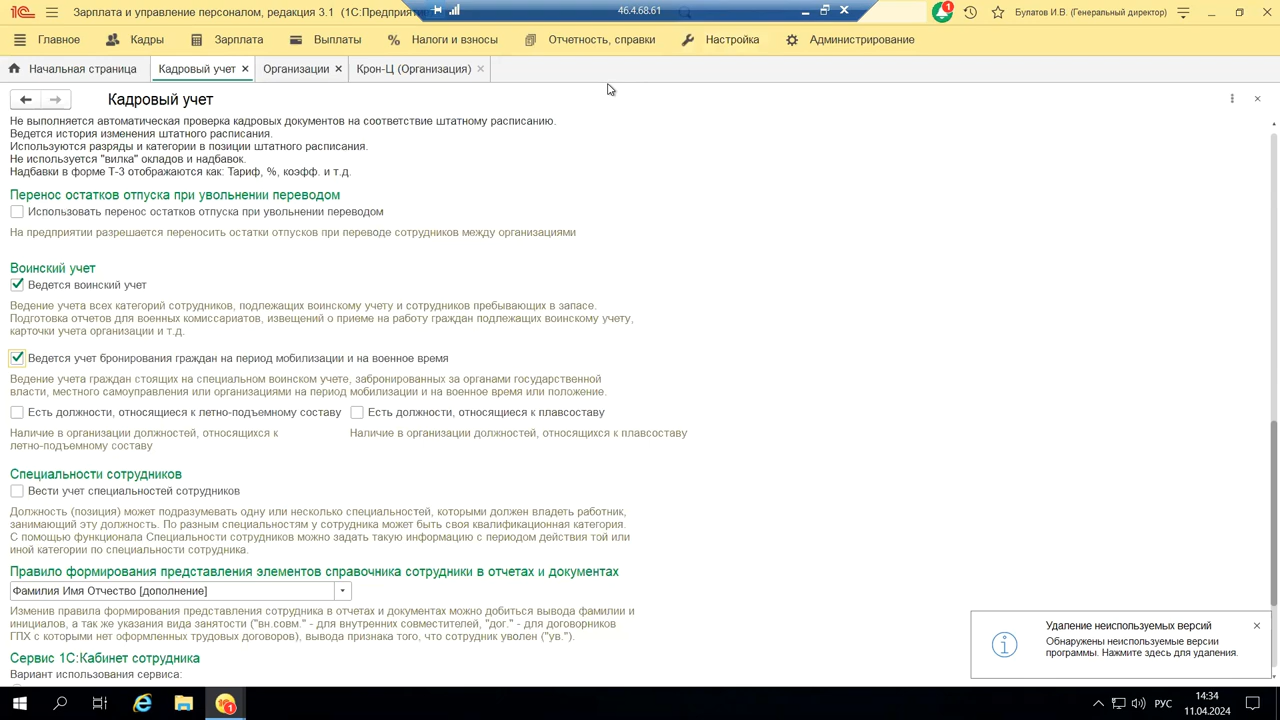 Зарплата и управление персоналом, редакция 3.1 (1С:Предприятие
46.4.68.61
1
Булатов И.В. (Генеральный директор)
Главное Кадры Зарплата Выплаты Налоги и взносы Отчетность, справки Настройка Администрирование
Начальная страница Кадровый учет Организации Крон-Ц (Организация)
Кадровый учет
Не выполняется автоматическая проверка кадровых документов на соответствие штатному расписанию.
Ведется история изменения штатного расписания.
Используются разряды и категории в позиции штатного расписания.
Не используется "вилка" окладов и надбавок.
Надбавки в форме Т-3 отображаются как: Тариф, %, коэфф. и т.д.
Перенос остатков отпуска при увольнении переводом
Использовать перенос остатков отпуска при увольнении переводом
На предприятии разрешается переносить остатки отпусков при переводе сотрудников между организациями
Воинский учет
Ведется воинский учет
Ведение учета всех категорий сотрудников, подлежащих воинскому учету и сотрудников пребывающих в запасе.
Подготовка отчетов для военных комиссариатов, извещений о приеме на работу граждан подлежащих воинскому учету,
карточки учета организации и т.д.
Ведется учет бронирования граждан на период мобилизации и на военное время
Ведение учета граждан стоящих на специальном воинском учете, забронированных за органами государственной
власти, местного самоуправления или организации на период мобилизации и на военное время или положение.
Есть должности, относящиеся к летно-подъемному составу Есть должности, относящиеся к плавсоставу
Наличие в организации должностей, относящихся к Наличие в организации должностей, относящихся к плавсоставу
летно-подъемному составу
Специальности сотрудников
Вести учет специальностей сотрудников
Должность (позиция) может подразумевать одну или несколько специальностей, которыми должен владеть работник,
занимающий эту должность. По разным специальностям у сотрудника может быть своя квалификационная категория.
С помощью функционала Специальности сотрудников можно задать такую информацию с периодом действия той или
иной категории по специальности сотрудника.
Правило формирования представления элементов справочника сотрудники в отчетах и документах
Фамилия Имя Отчество [дополнение]
Изменив правила формирования представления сотрудника в отчетах и документах можно добиться вывода фамилии и
инициалов, а так же указания вида занятости ("вн.совм." - для внутренних совместителей, "дог." - для договорников
ГПХ с которыми нет оформленных трудовых договоров), вывода признака того, что сотрудник уволен ("ув.").
Сервис 1С:Кабинет сотрудника
Вариант использования сервиса:
Удаление неиспользуемых версий
Обнаружены неиспользуемые версии
программы. Нажмите здесь для удаления.
1
РУС
14:34
11.04.2024